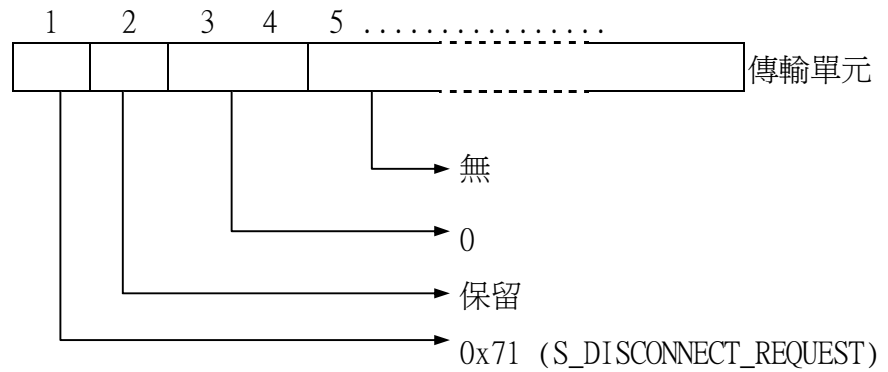 1 2 3 4 5 ................
傳輸單元
無
0
保留
0x71 (S_DISCONNECT_REQUEST)